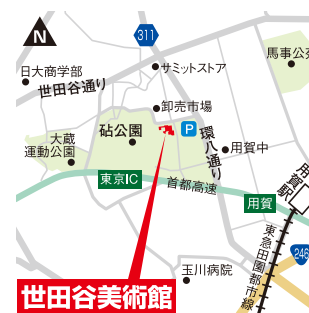 N
311
サミットストア
馬事公
日大商学部
世田谷通り
卸売市場
砧公園
P
環八通り
大蔵
運動公園
用賀中
東京IC
首都高速
用賀
用賀駅
東急田園都市線
246
玉川病院
世田谷美術館